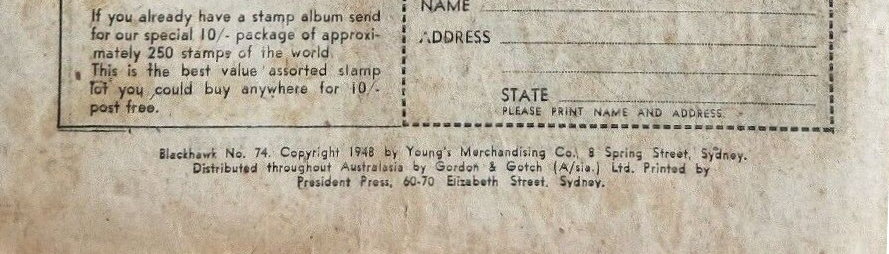 If you already have a stamp album send
for our special 10/- package of approxi-
mately 250 stamps of the world.
This is the best value assorted stamp
lot you could buy anywhere for 10/-
post free.
NAME
ADDRESS
STATE
PLEASE PRINT NAME AND ADDRESS.
Blackhawk No. 74. Copyright 1948 by Young's Merchandising Co., 8 Spring Street, Sydney.
Distributed throughout Australasia by Gordon & Gotch (A/sia.) Ltd. Printed by
President Press, 60-70 Elizabeth Street, Sydney.